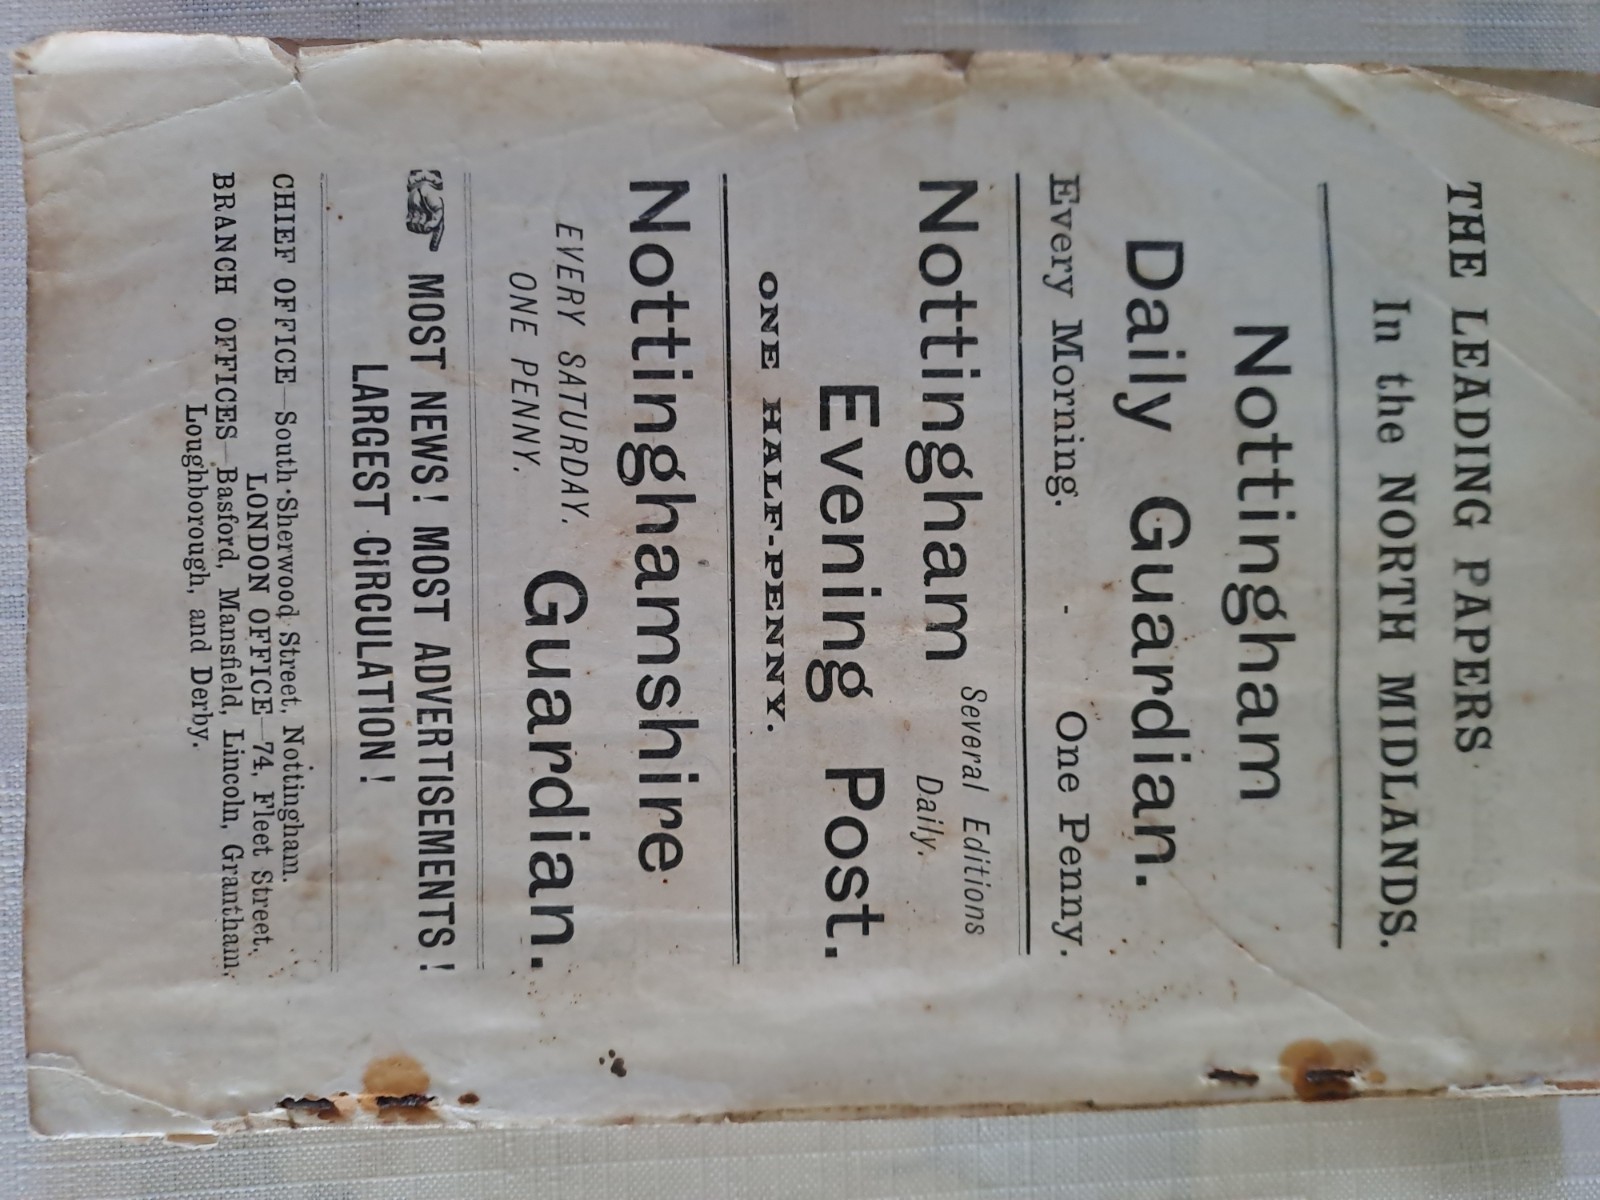 THE LEADING PAPERS
In the NORTH MIDLANDS.
Nottingham
Daily Guardian.
Every Morning. - One Penny.
Nottingham Several Editions
Daily.
Evening Post.
ONE HALF-PENNY.
Nottinghamshire
EVERY SATURDAY.
ONE PENNY.
Guardian.
MOST NEWS! MOST ADVERTISEMENTS!
LARGEST CIRCULATION!
CHIEF OFFICE—South Sherwood Street, Nottingham.
LONDON OFFICE—74, Fleet Street.
BRANCH OFFICES—Basford, Mansfield, Lincoln, Grantham,
Loughborough, and Derby.